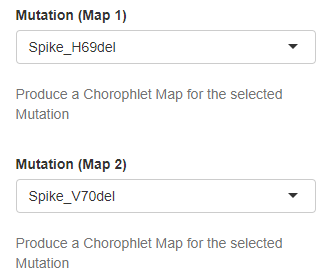 Mutation (Map 1)
Spike_H69del
Produce a Chorophlet Map for the selected
Mutation
Mutation (Map 2)
Spike_V70del
Produce a Chorophlet Map for the selected
Mutation